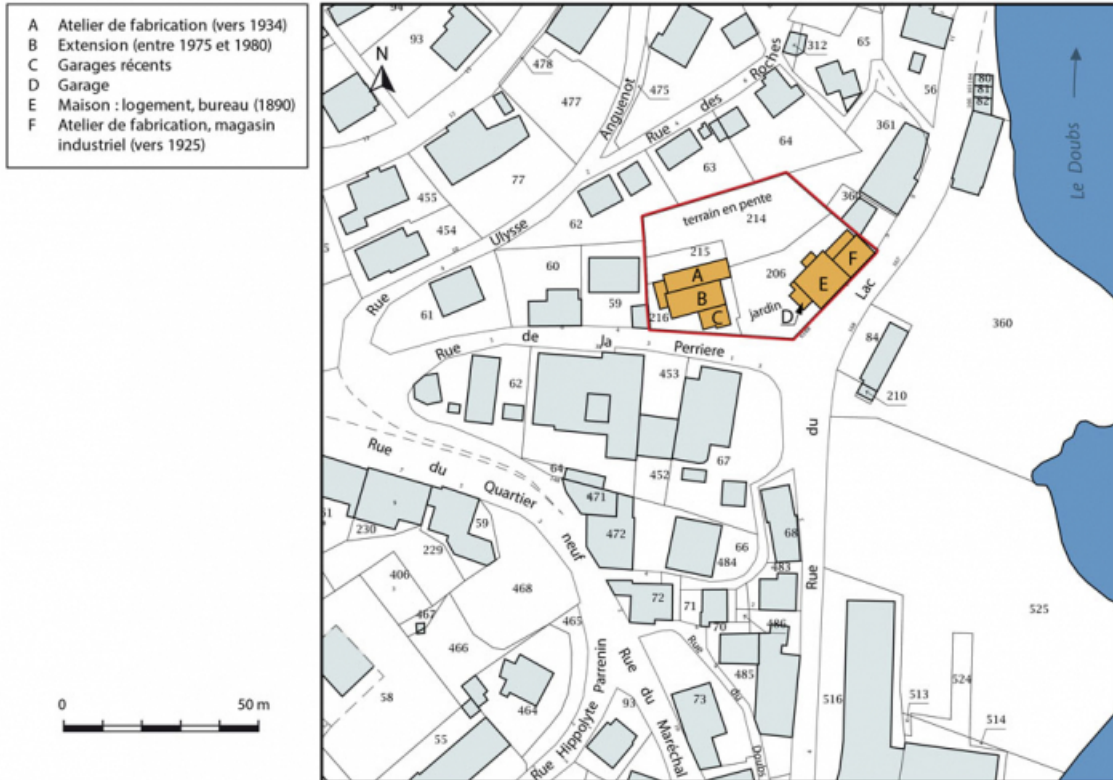 A Atelier de fabrication (vers 1934)
B Extension (entre 1975 et 1980)
C Garages récents
D Garage
E Maison : logement, bureau (1890)
F Atelier de fabrication, magasin
industriel (vers 1925)
0 50 m
N
94
93
478
477
475
312
65
56
80
81
82
Le Doubs
Rue des Roches
Anguenot
Rue Ulysse
77
455
454
62
63
64
361
360
terrain en pente
214
215
206
216
A
B
C
D
E
F
jardin
60
59
61
Rue de la Perriere
Rue du Lac
360
84
210
62
453
452
67
64
471
472
484
66
68
483
Rue du Quartier neuf
230
229
59
406
467
468
466
465
464
58
55
72
71
70
486
485
73
93
Rue du
Rue Hippolyte Parrenin
Rue du Maréchal
Doubs
525
524
516
513
514